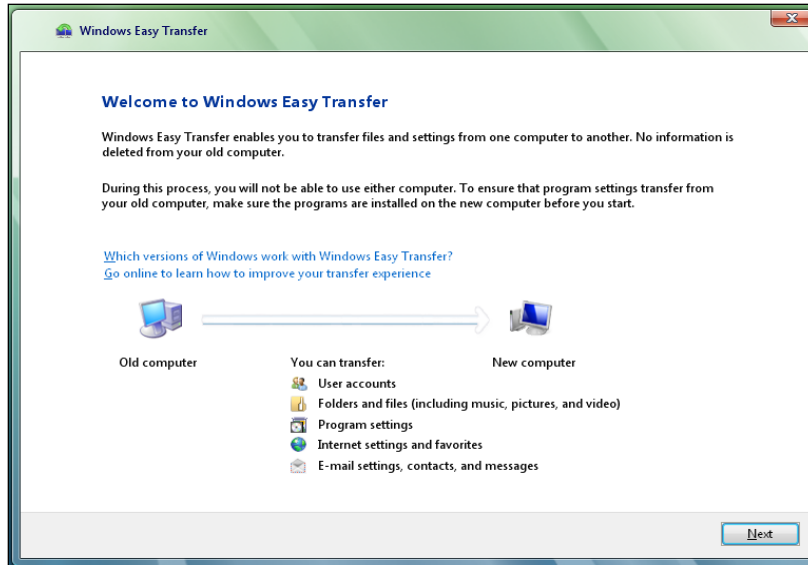 Windows Easy Transfer
Welcome to Windows Easy Transfer
Windows Easy Transfer enables you to transfer files and settings from one computer to another. No information is
deleted from your old computer.
During this process, you will not be able to use either computer. To ensure that program settings transfer from
your old computer, make sure the programs are installed on the new computer before you start.
Which versions of Windows work with Windows Easy Transfer?
Go online to learn how to improve your transfer experience
Old computer
You can transfer:
New computer
User accounts
Folders and files (including music, pictures, and video)
Program settings
Internet settings and favorites
E-mail settings, contacts, and messages
Next